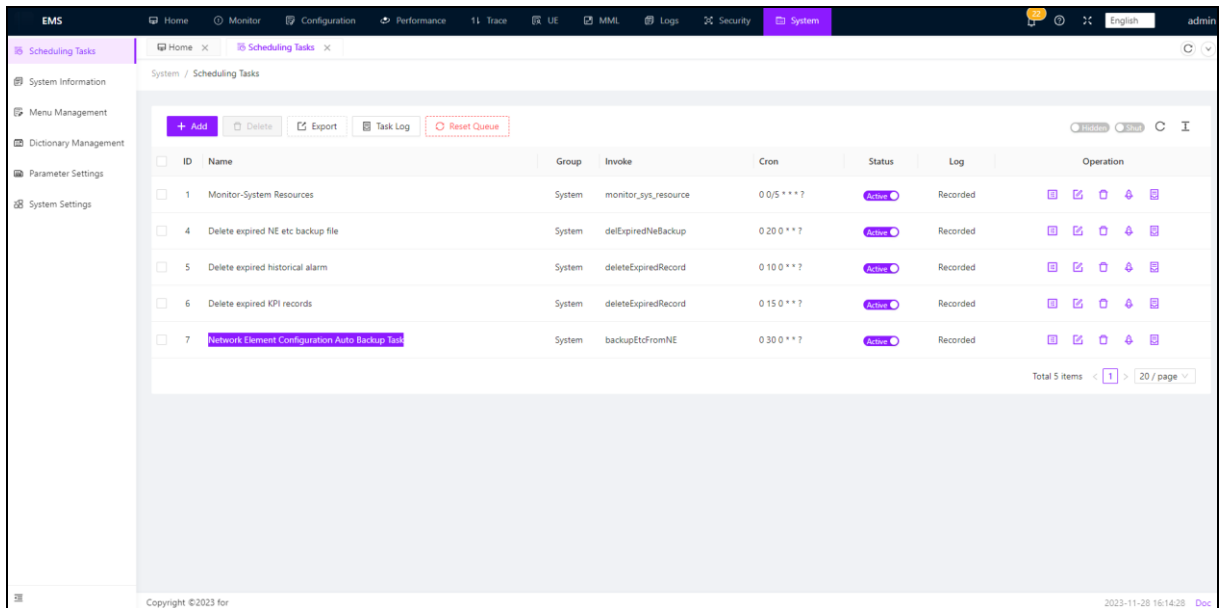 EMS Home Monitor Configuration Performance Trace UE MML Logs Security System 22 English admin
Scheduling Tasks
System Information
Menu Management
Dictionary Management
Parameter Settings
System Settings
Home Scheduling Tasks
System / Scheduling Tasks
+ Add Delete Export Task Log Reset Queue Hidden Shut
ID Name Group Invoke Cron Status Log Operation
1 Monitor-System Resources System monitor_sys_resource 0 0/5 * * * ? Active Recorded
4 Delete expired NE etc backup file System delExpiredNeBackup 0 20 0 * * ? Active Recorded
5 Delete expired historical alarm System deleteExpiredRecord 0 10 0 * * ? Active Recorded
6 Delete expired KPI records System deleteExpiredRecord 0 15 0 * * ? Active Recorded
7 Network Element Configuration Auto Backup Task System backupEtcFromNE 0 30 0 * * ? Active Recorded
Total 5 items < 1 > 20 / page
Copyright ©2023 for 2023-11-28 16:14:28 Doc